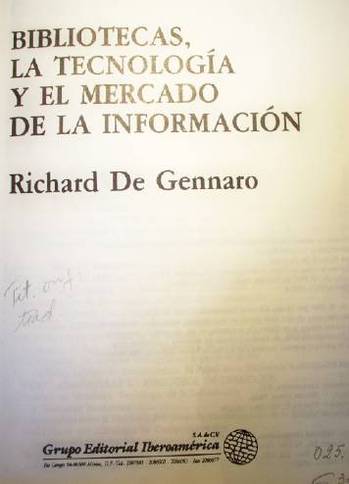 BIBLIOTECAS,
LA TECNOLOGÍA
Y EL MERCADO
DE LA INFORMACIÓN
Richard De Gennaro
Tit. orig
trad.
S.A. de C.V.
Grupo Editorial Iberoamérica
025.